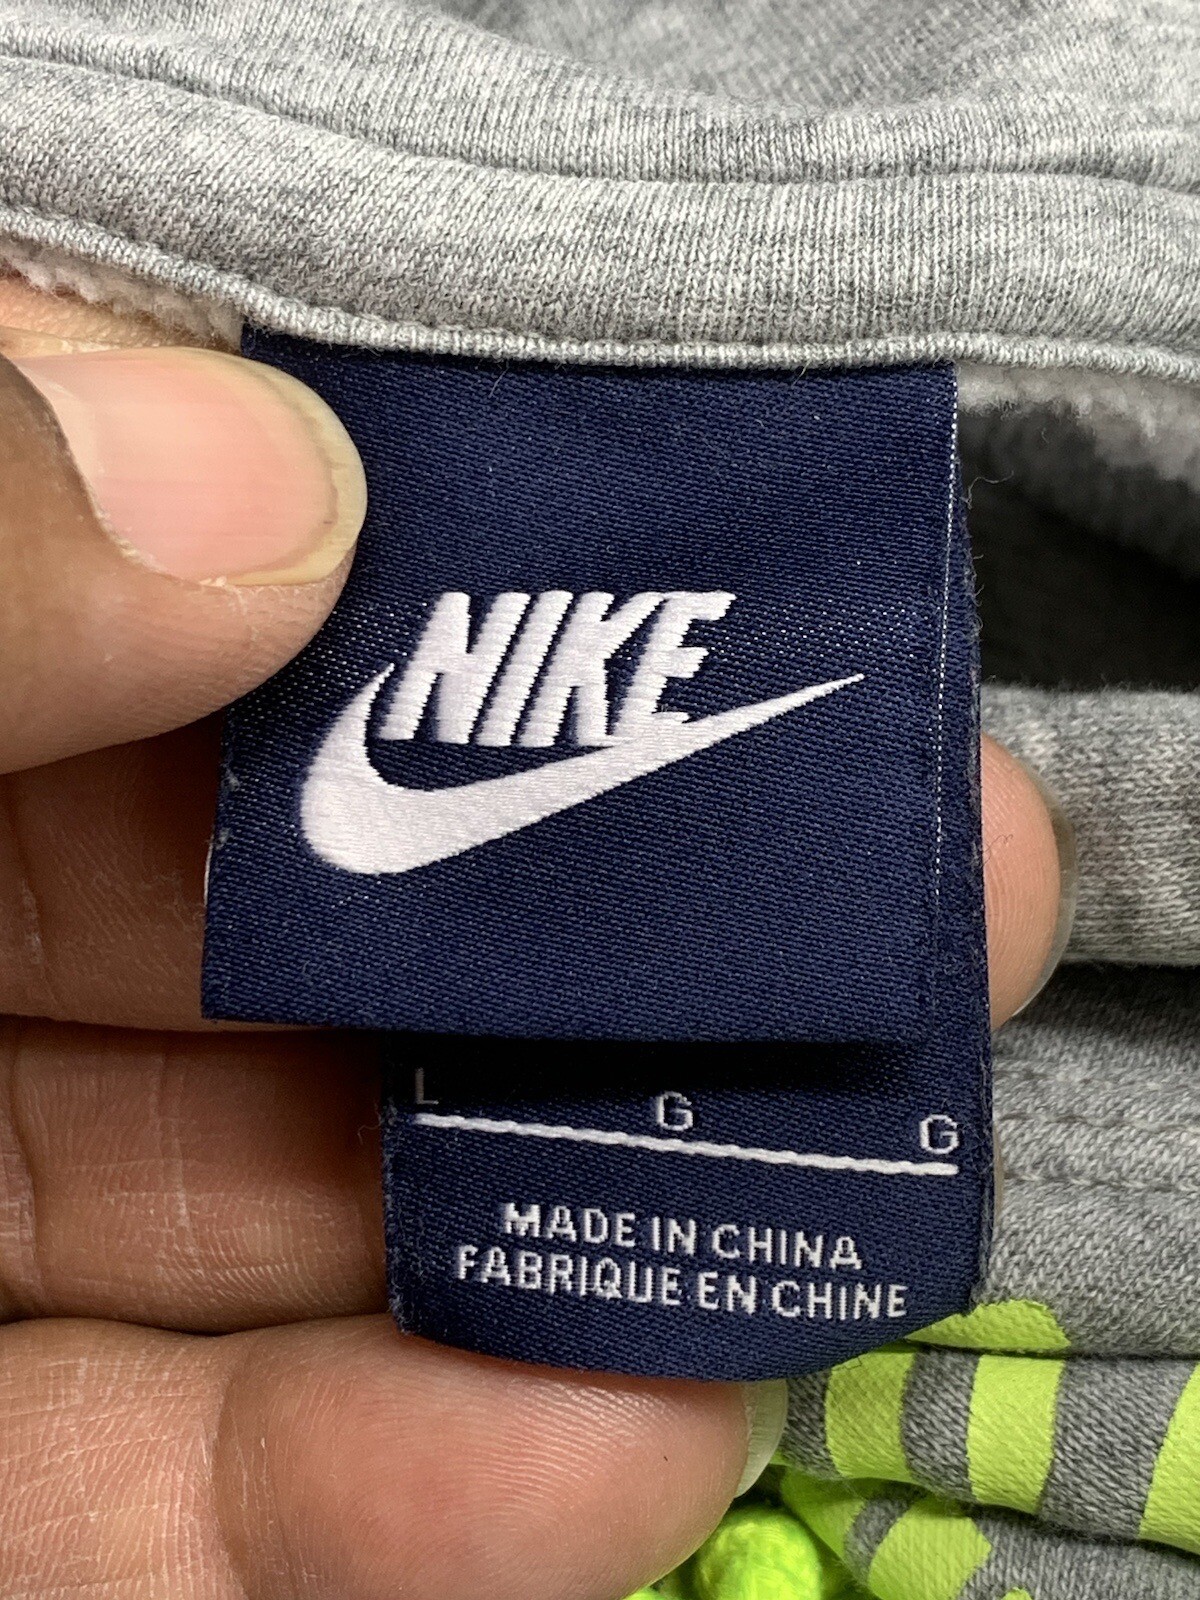 NIKE
L G G
MADE IN CHINA
FABRIQUE EN CHINE